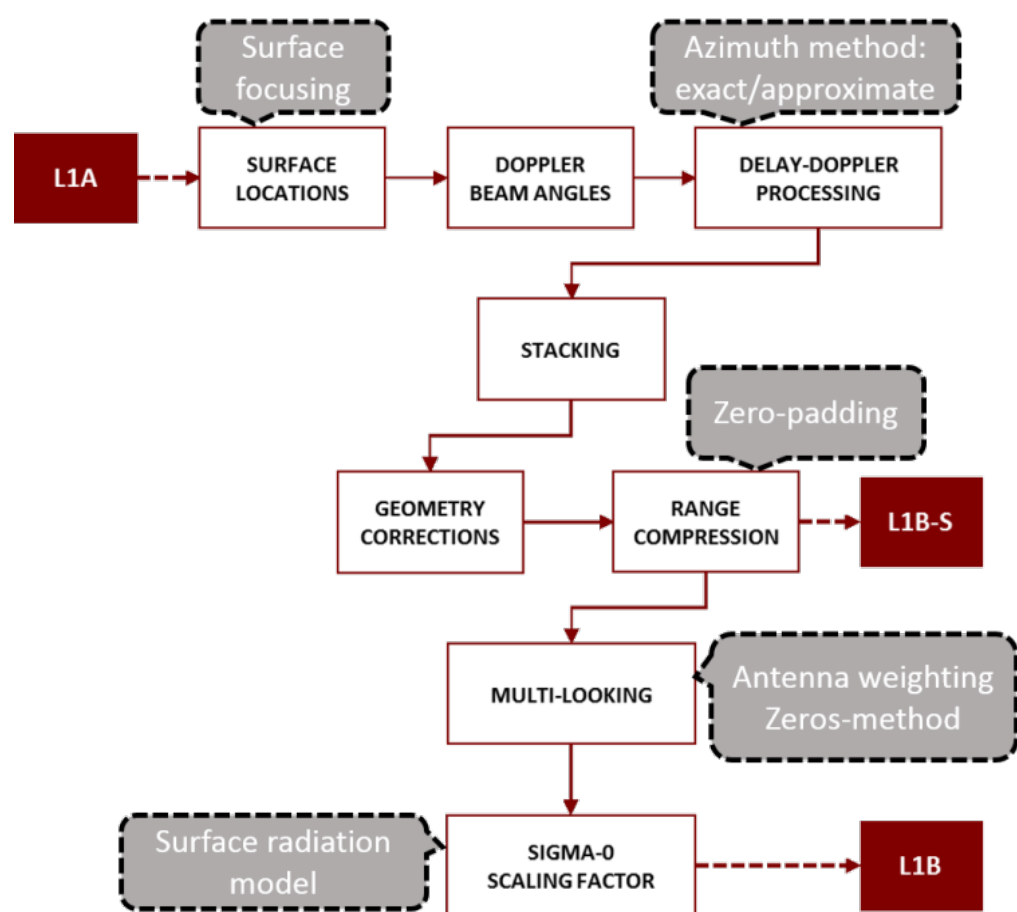 Surface
focusing
Azimuth method:
exact/approximate
L1A
SURFACE
LOCATIONS
DOPPLER
BEAM ANGLES
DELAY-DOPPLER
PROCESSING
STACKING
Zero-padding
GEOMETRY
CORRECTIONS
RANGE
COMPRESSION
L1B-S
MULTI-LOOKING
Antenna weighting
Zeros-method
Surface radiation
model
SIGMA-0
SCALING FACTOR
L1B